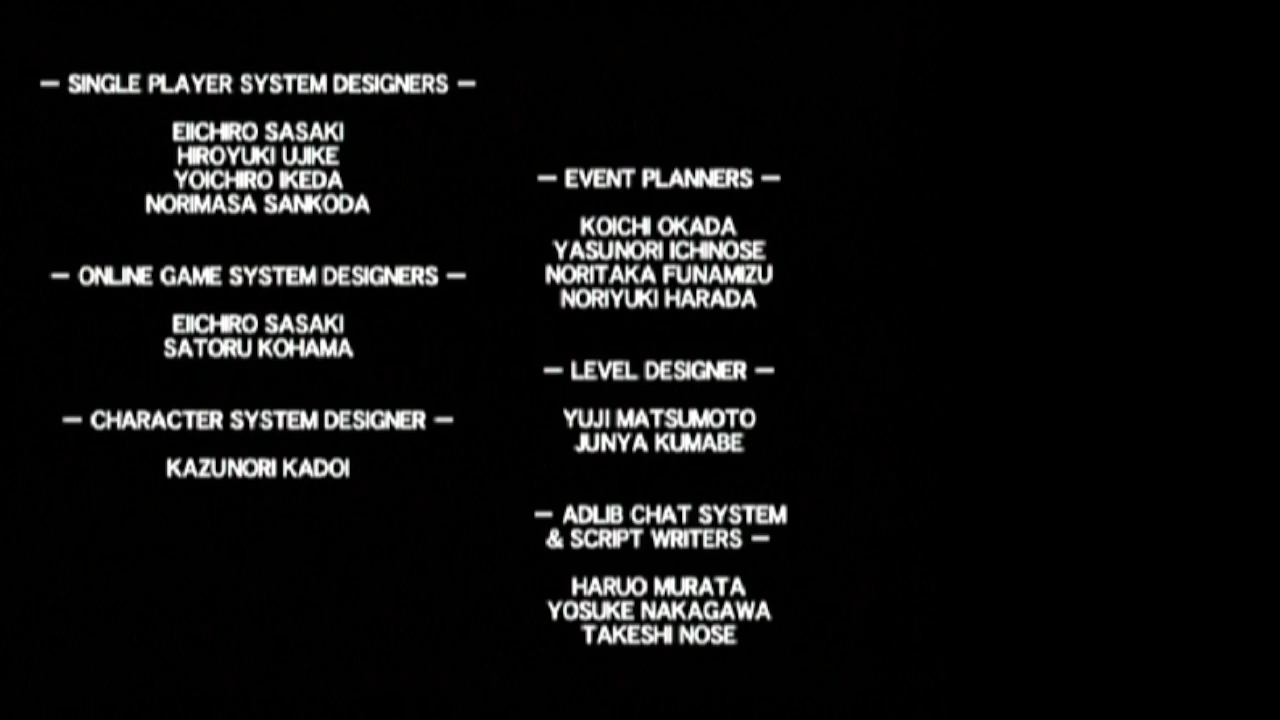 — SINGLE PLAYER SYSTEM DESIGNERS —
EIICHIRO SASAKI
HIROYUKI UJIKE
YOICHIRO IKEDA
NORIMASA SANKODA
— ONLINE GAME SYSTEM DESIGNERS —
EIICHIRO SASAKI
SATORU KOHAMA
— CHARACTER SYSTEM DESIGNER —
KAZUNORI KADOI
— EVENT PLANNERS —
KOICHI OKADA
YASUNORI ICHINOSE
NORITAKA FUNAMIZU
NORIYUKI HARADA
— LEVEL DESIGNER —
YUJI MATSUMOTO
JUNYA KUMABE
— ADLIB CHAT SYSTEM
& SCRIPT WRITERS —
HARUO MURATA
YOSUKE NAKAGAWA
TAKESHI NOSE